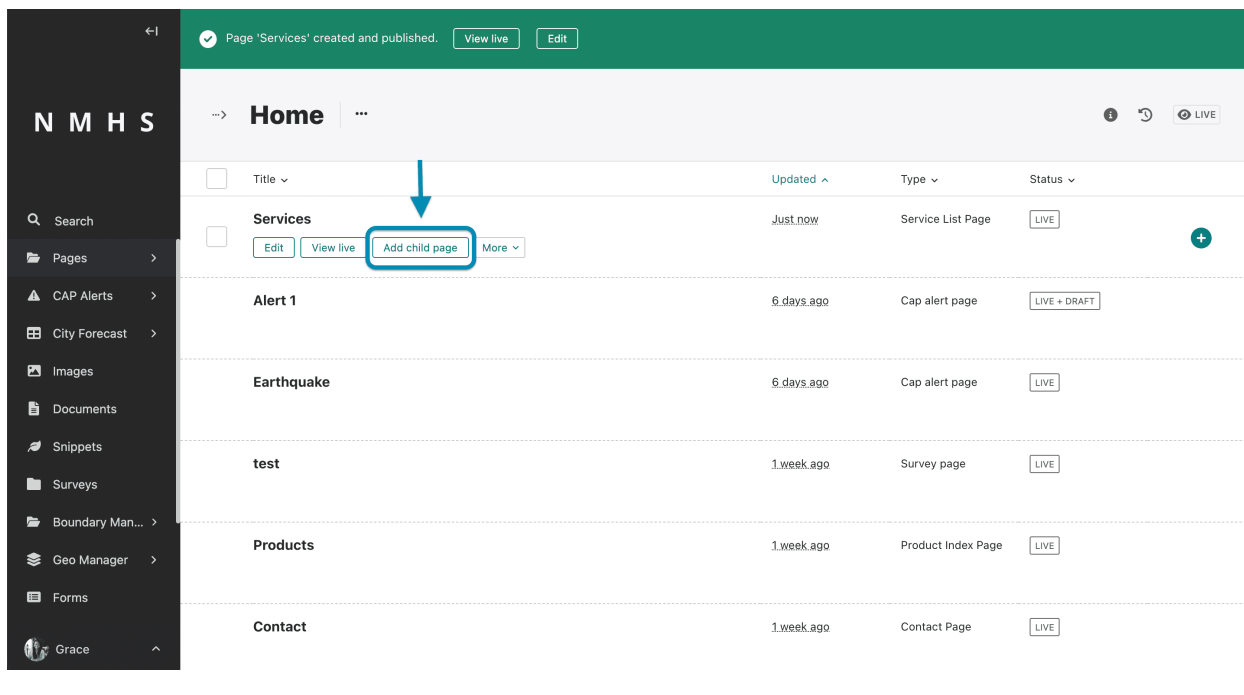 Page 'Services' created and published. View live Edit
N M H S
Home ···
LIVE
Title Updated Type Status
Search
Pages
CAP Alerts
City Forecast
Images
Documents
Snippets
Surveys
Boundary Man...
Geo Manager
Forms
Grace
Services Just now Service List Page LIVE
Edit View live Add child page More
Alert 1 6 days ago Cap alert page LIVE + DRAFT
Earthquake 6 days ago Cap alert page LIVE
test 1 week ago Survey page LIVE
Products 1 week ago Product Index Page LIVE
Contact 1 week ago Contact Page LIVE